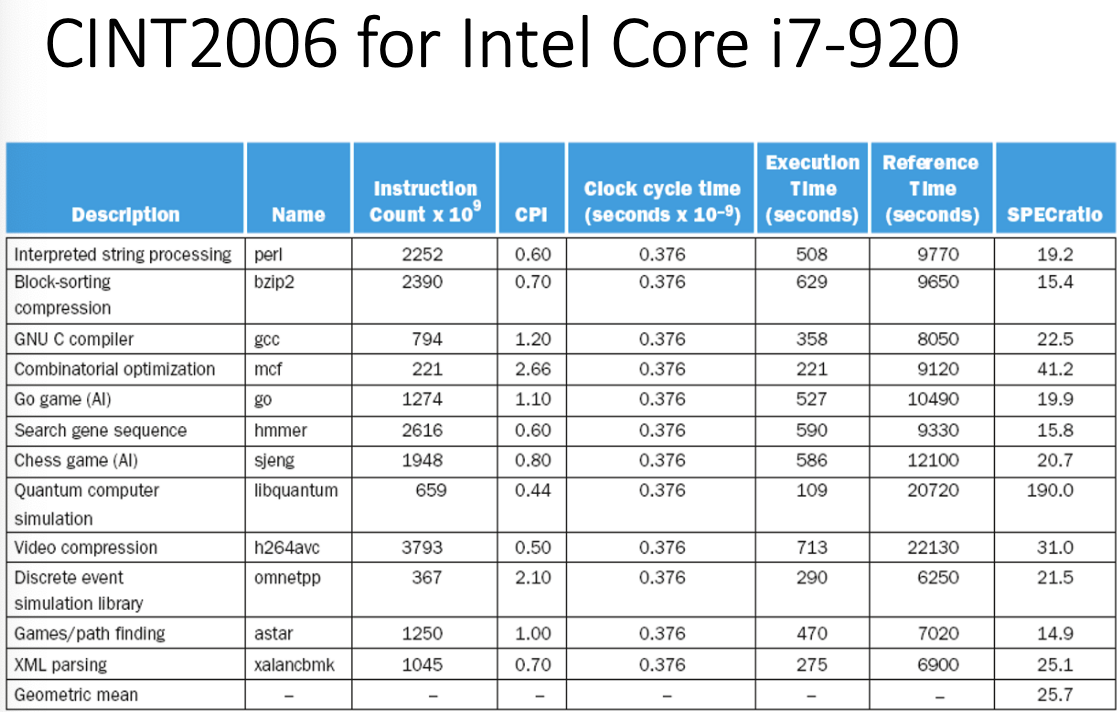 CINT2006 for Intel Core i7-920
Description Name Instruction Count x 10⁹ CPI Clock cycle time (seconds x 10⁻⁹) Execution Time (seconds) Reference Time (seconds) SPECratio
Interpreted string processing perl 2252 0.60 0.376 508 9770 19.2
Block-sorting compression bzip2 2390 0.70 0.376 629 9650 15.4
GNU C compiler gcc 794 1.20 0.376 358 8050 22.5
Combinatorial optimization mcf 221 2.66 0.376 221 9120 41.2
Go game (AI) go 1274 1.10 0.376 527 10490 19.9
Search gene sequence hmmer 2616 0.60 0.376 590 9330 15.8
Chess game (AI) sjeng 1948 0.80 0.376 586 12100 20.7
Quantum computer simulation libquantum 659 0.44 0.376 109 20720 190.0
Video compression h264avc 3793 0.50 0.376 713 22130 31.0
Discrete event simulation library omnetpp 367 2.10 0.376 290 6250 21.5
Games/path finding astar 1250 1.00 0.376 470 7020 14.9
XML parsing xalancbmk 1045 0.70 0.376 275 6900 25.1
Geometric mean – – – – – – 25.7